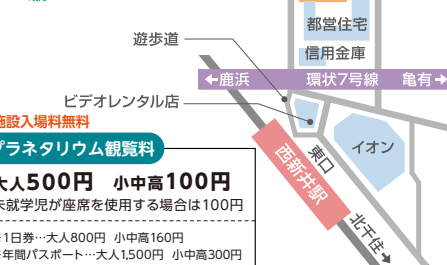 都営住宅
遊歩道
信用金庫
←鹿浜 環状7号線 亀有→
ビデオレンタル店
施設入場料無料
プラネタリウム観覧料
イオン
東口
西新井駅
大人500円 小中高100円
未就学児が座席を使用する場合は100円
北千住
1日券…大人800円 小中高160円
年間パスポート…大人1,500円 小中高300円